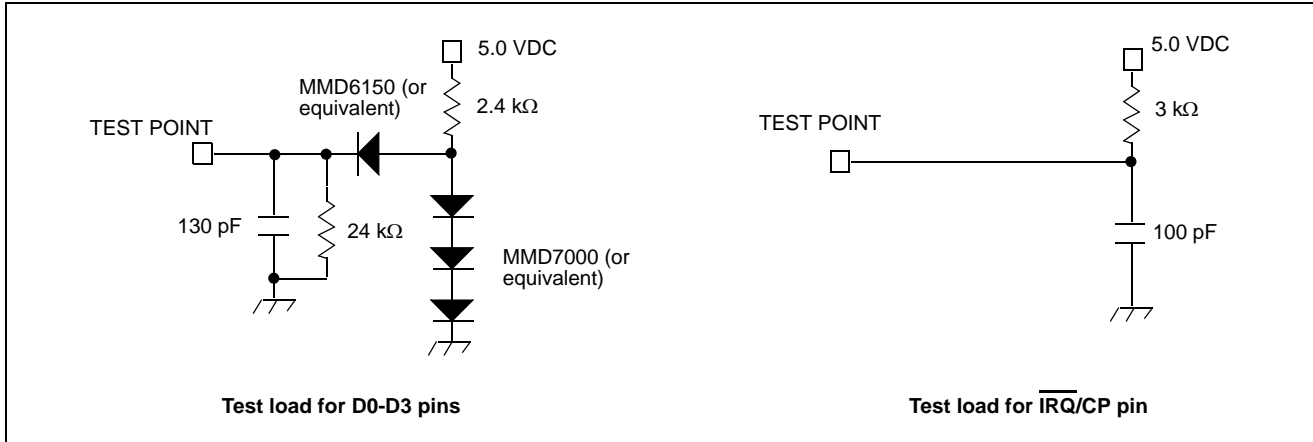 5.0 VDC
MMD6150 (or
equivalent)
2.4 kΩ
TEST POINT
130 pF
24 kΩ
MMD7000 (or
equivalent)
Test load for D0-D3 pins
5.0 VDC
3 kΩ
TEST POINT
100 pF
Test load for I̅R̅Q̅/CP pin